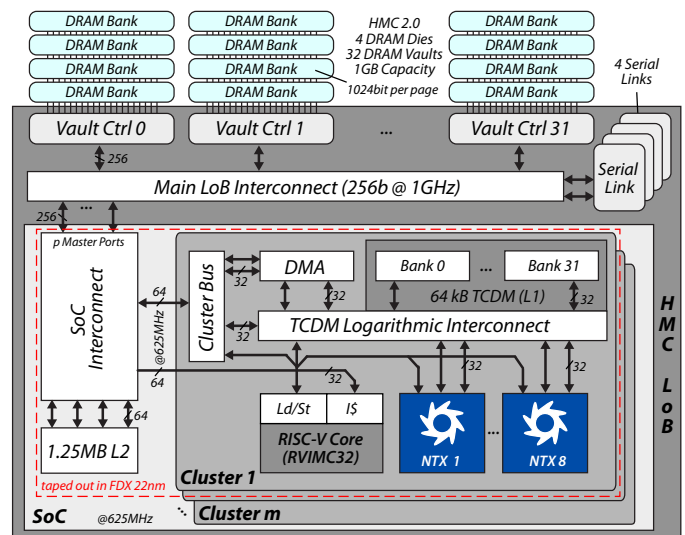 DRAM Bank DRAM Bank HMC 2.0 DRAM Bank
DRAM Bank DRAM Bank 4 DRAM Dies DRAM Bank
32 DRAM Vaults
DRAM Bank DRAM Bank 1GB Capacity DRAM Bank
4 Serial
Links
DRAM Bank DRAM Bank 1024bit per page DRAM Bank
Vault Ctrl 0 Vault Ctrl 1 ... Vault Ctrl 31
256
Main LoB Interconnect (256b @ 1GHz)
Serial
Link
256 ...
p Master Ports
SoC
Interconnect
64
@625MHz
64
64
1.25MB L2
taped out in FDX 22nm
SoC @625MHz
Cluster Bus
32
DMA
32
Bank 0 ... Bank 31
64 kB TCDM (L1)
32
32
TCDM Logarithmic Interconnect
32
32
32
Ld/St I$
RISC-V Core
(RVIMC32)
NTX 1 ... NTX 8
Cluster 1
... Cluster m
HMC LoB